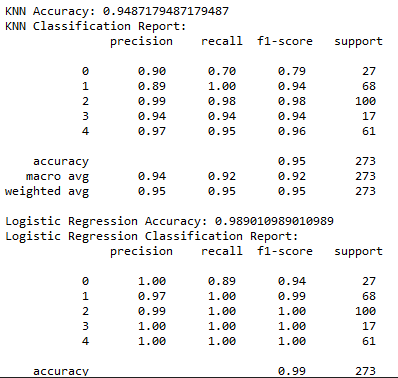 KNN Accuracy: 0.9487179487179487
KNN Classification Report:
precision recall f1-score support
0 0.90 0.70 0.79 27
1 0.89 1.00 0.94 68
2 0.99 0.98 0.98 100
3 0.94 0.94 0.94 17
4 0.97 0.95 0.96 61
accuracy 0.95 273
macro avg 0.94 0.92 0.92 273
weighted avg 0.95 0.95 0.95 273
Logistic Regression Accuracy: 0.989010989010989
Logistic Regression Classification Report:
precision recall f1-score support
0 1.00 0.89 0.94 27
1 0.97 1.00 0.99 68
2 0.99 1.00 1.00 100
3 1.00 1.00 1.00 17
4 1.00 1.00 1.00 61
accuracy 0.99 273